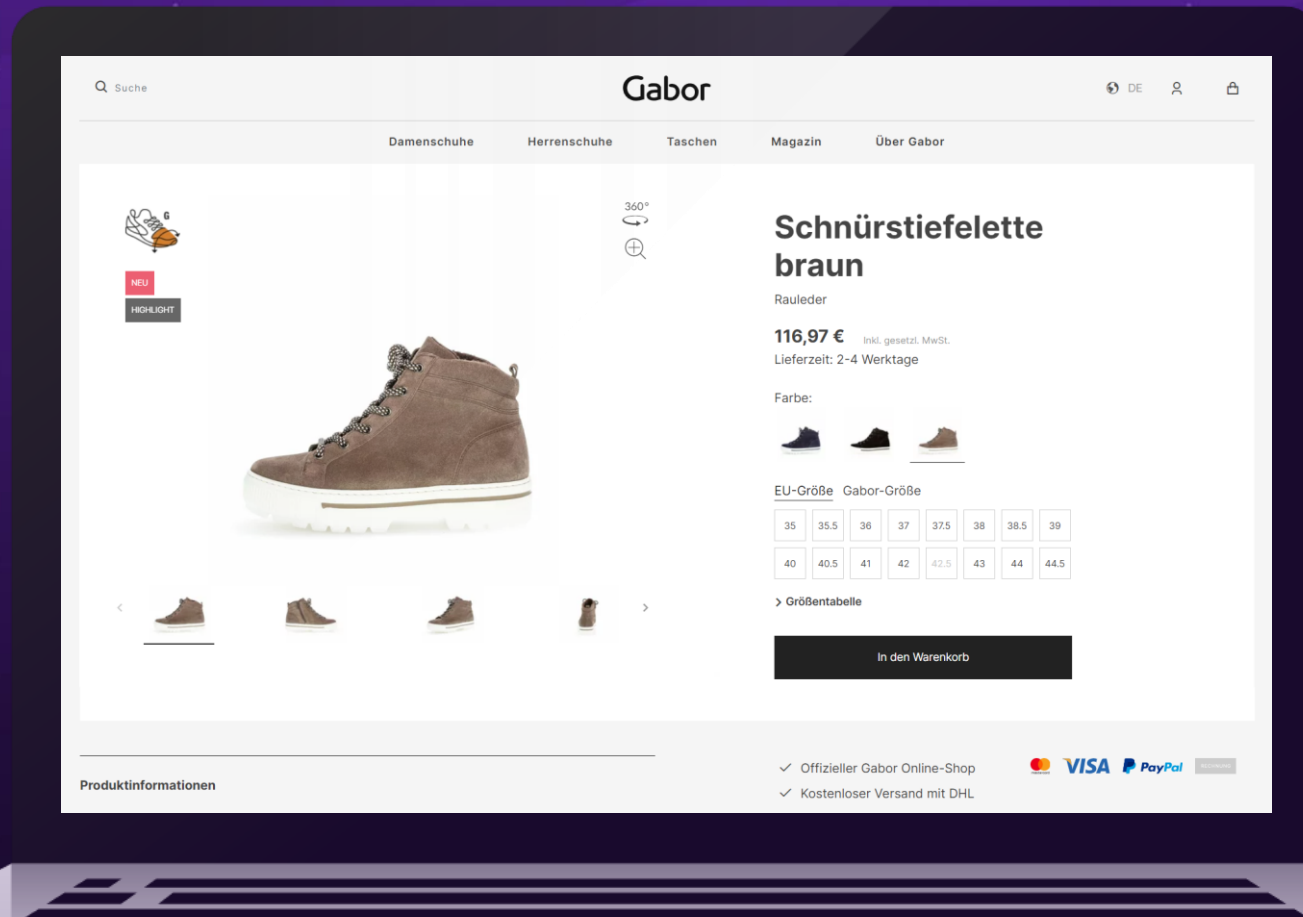 Suche
Gabor
DE
Damenschuhe Herrenschuhe Taschen Magazin Über Gabor
G
360°
NEU
HIGHLIGHT
Schnürstiefelette
braun
Rauleder
116,97 € Inkl. gesetzl. MwSt.
Lieferzeit: 2-4 Werktage
Farbe:
EU-Größe Gabor-Größe
35 35.5 36 37 37.5 38 38.5 39
40 40.5 41 42 42.5 43 44 44.5
Größentabelle
In den Warenkorb
Produktinformationen
Offizieller Gabor Online-Shop
Kostenloser Versand mit DHL
VISA PayPal